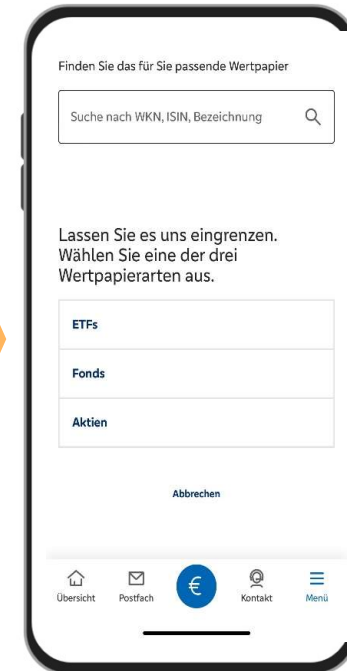 Finden Sie das für Sie passende Wertpapier
Suche nach WKN, ISIN, Bezeichnung
Lassen Sie es uns eingrenzen.
Wählen Sie eine der drei
Wertpapierarten aus.
ETFs
Fonds
Aktien
Abbrechen
Übersicht Postfach € Kontakt Menü